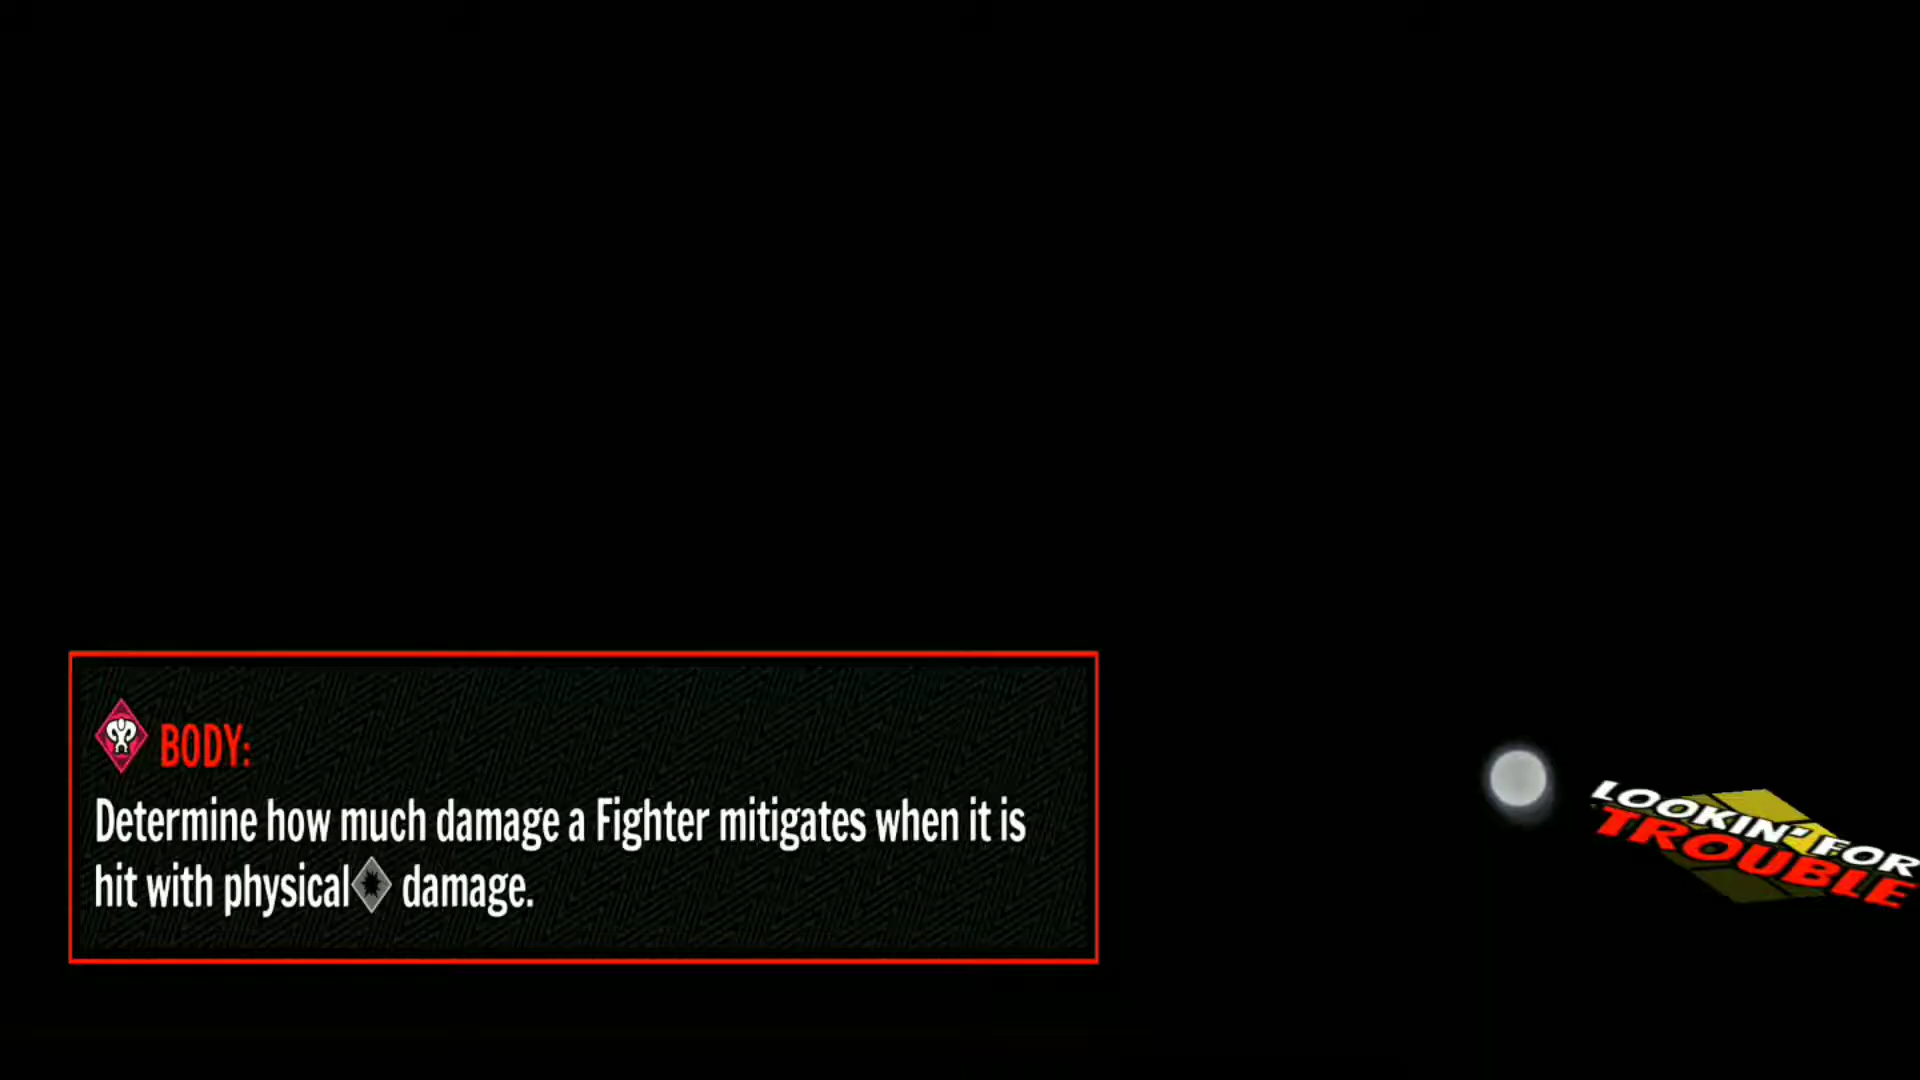 BODY:
Determine how much damage a Fighter mitigates when it is
hit with physical damage.
LOOKIN' FOR
TROUBLE